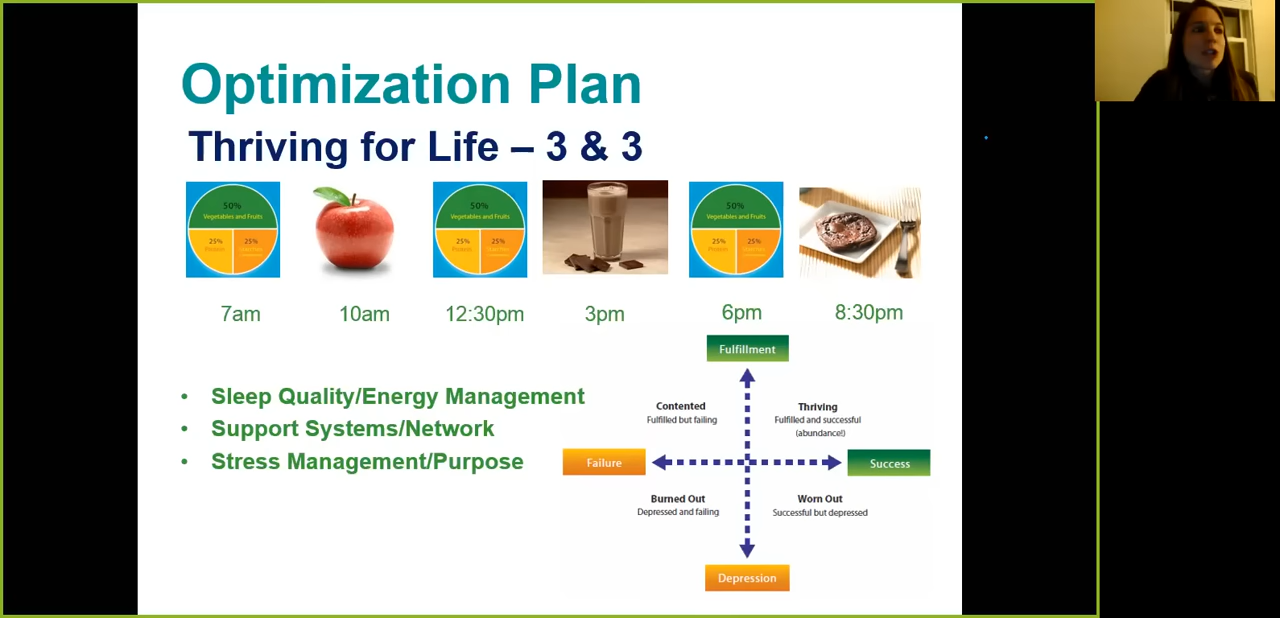 Optimization Plan
Thriving for Life – 3 & 3
50%
Vegetables and Fruits
25%
25%
50%
Vegetables and Fruits
25%
25%
50%
Vegetables and Fruits
25%
25%
7am
10am
12:30pm
3pm
6pm
8:30pm
• Sleep Quality/Energy Management
• Support Systems/Network
• Stress Management/Purpose
Fulfillment
Contented
Fulfilled but failing
Thriving
Fulfilled and successful
(abundance!)
Failure
Success
Burned Out
Depressed and failing
Worn Out
Successful but depressed
Depression